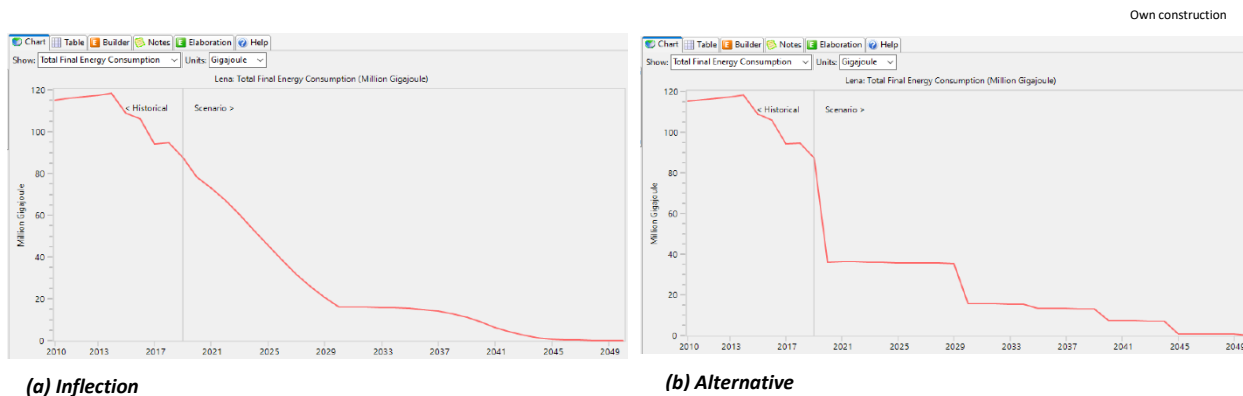 Own construction
Chart Table Builder Notes Elaboration Help
Show: Total Final Energy Consumption Units: Gigajoule
Lena: Total Final Energy Consumption (Million Gigajoule)
120
100
80
60
40
20
0
Million Gigajoule
< Historical Scenario >
2010 2013 2017 2021 2025 2029 2033 2037 2041 2045 2049
(a) Inflection
Chart Table Builder Notes Elaboration Help
Show: Total Final Energy Consumption Units: Gigajoule
Lena: Total Final Energy Consumption (Million Gigajoule)
120
100
80
60
40
20
0
Million Gigajoule
< Historical Scenario >
2010 2013 2017 2021 2025 2029 2033 2037 2041 2045 2049
(b) Alternative